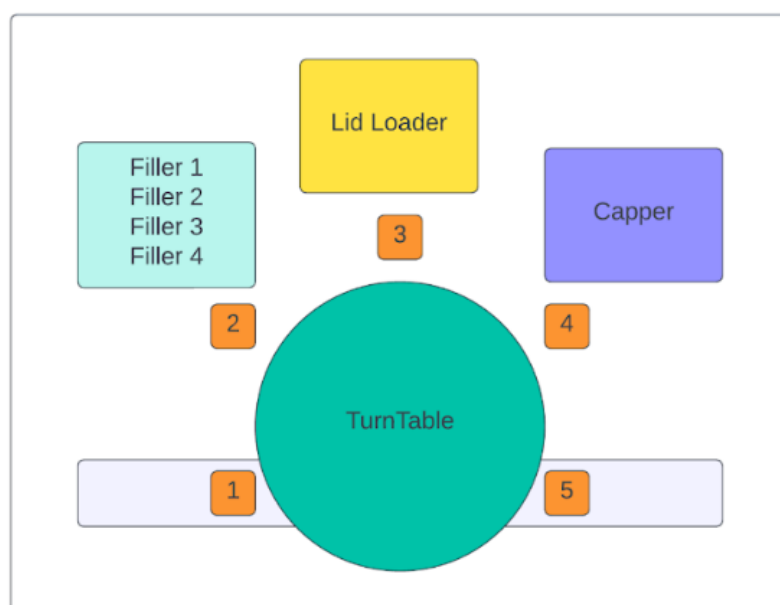 Lid Loader
Filler 1
Filler 2
Filler 3
Filler 4
Capper
3
2
4
TurnTable
1
5